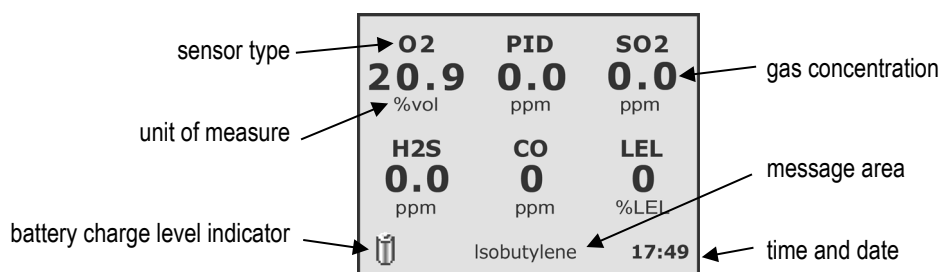 sensor type
O2 PID SO2
20.9 0.0 0.0
gas concentration
%vol ppm ppm
unit of measure
H2S CO LEL
0.0 0 0
message area
ppm ppm %LEL
battery charge level indicator
Isobutylene 17:49
time and date